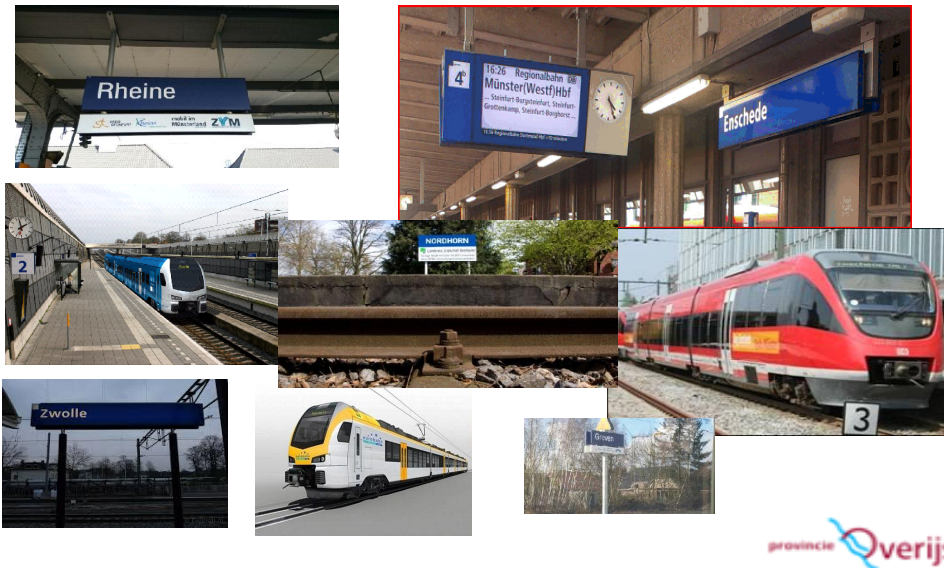 Rheine
mobil im
Münsterland
ZVM
4
16:26 Regionalbahn
Münster(Westf)Hbf
... Steinfurt-Burgsteinfurt, Steinfurt-
Grottenkamp, Steinfurt-Borghorst ...
Enschede
2
NORDHORN
3
Zwolle
Greven
provincie
Overijs